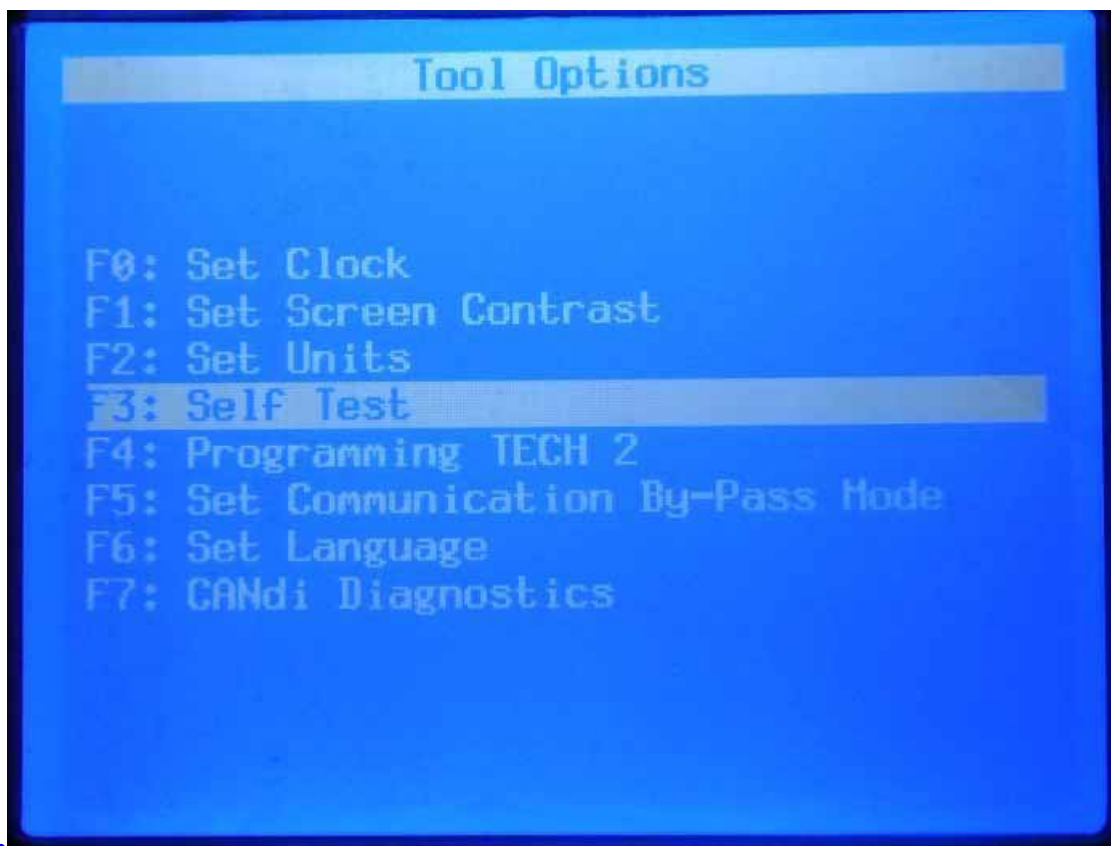 Tool Options
F0: Set Clock
F1: Set Screen Contrast
F2: Set Units
F3: Self Test
F4: Programming TECH 2
F5: Set Communication By-Pass Mode
F6: Set Language
F7: CANdi Diagnostics